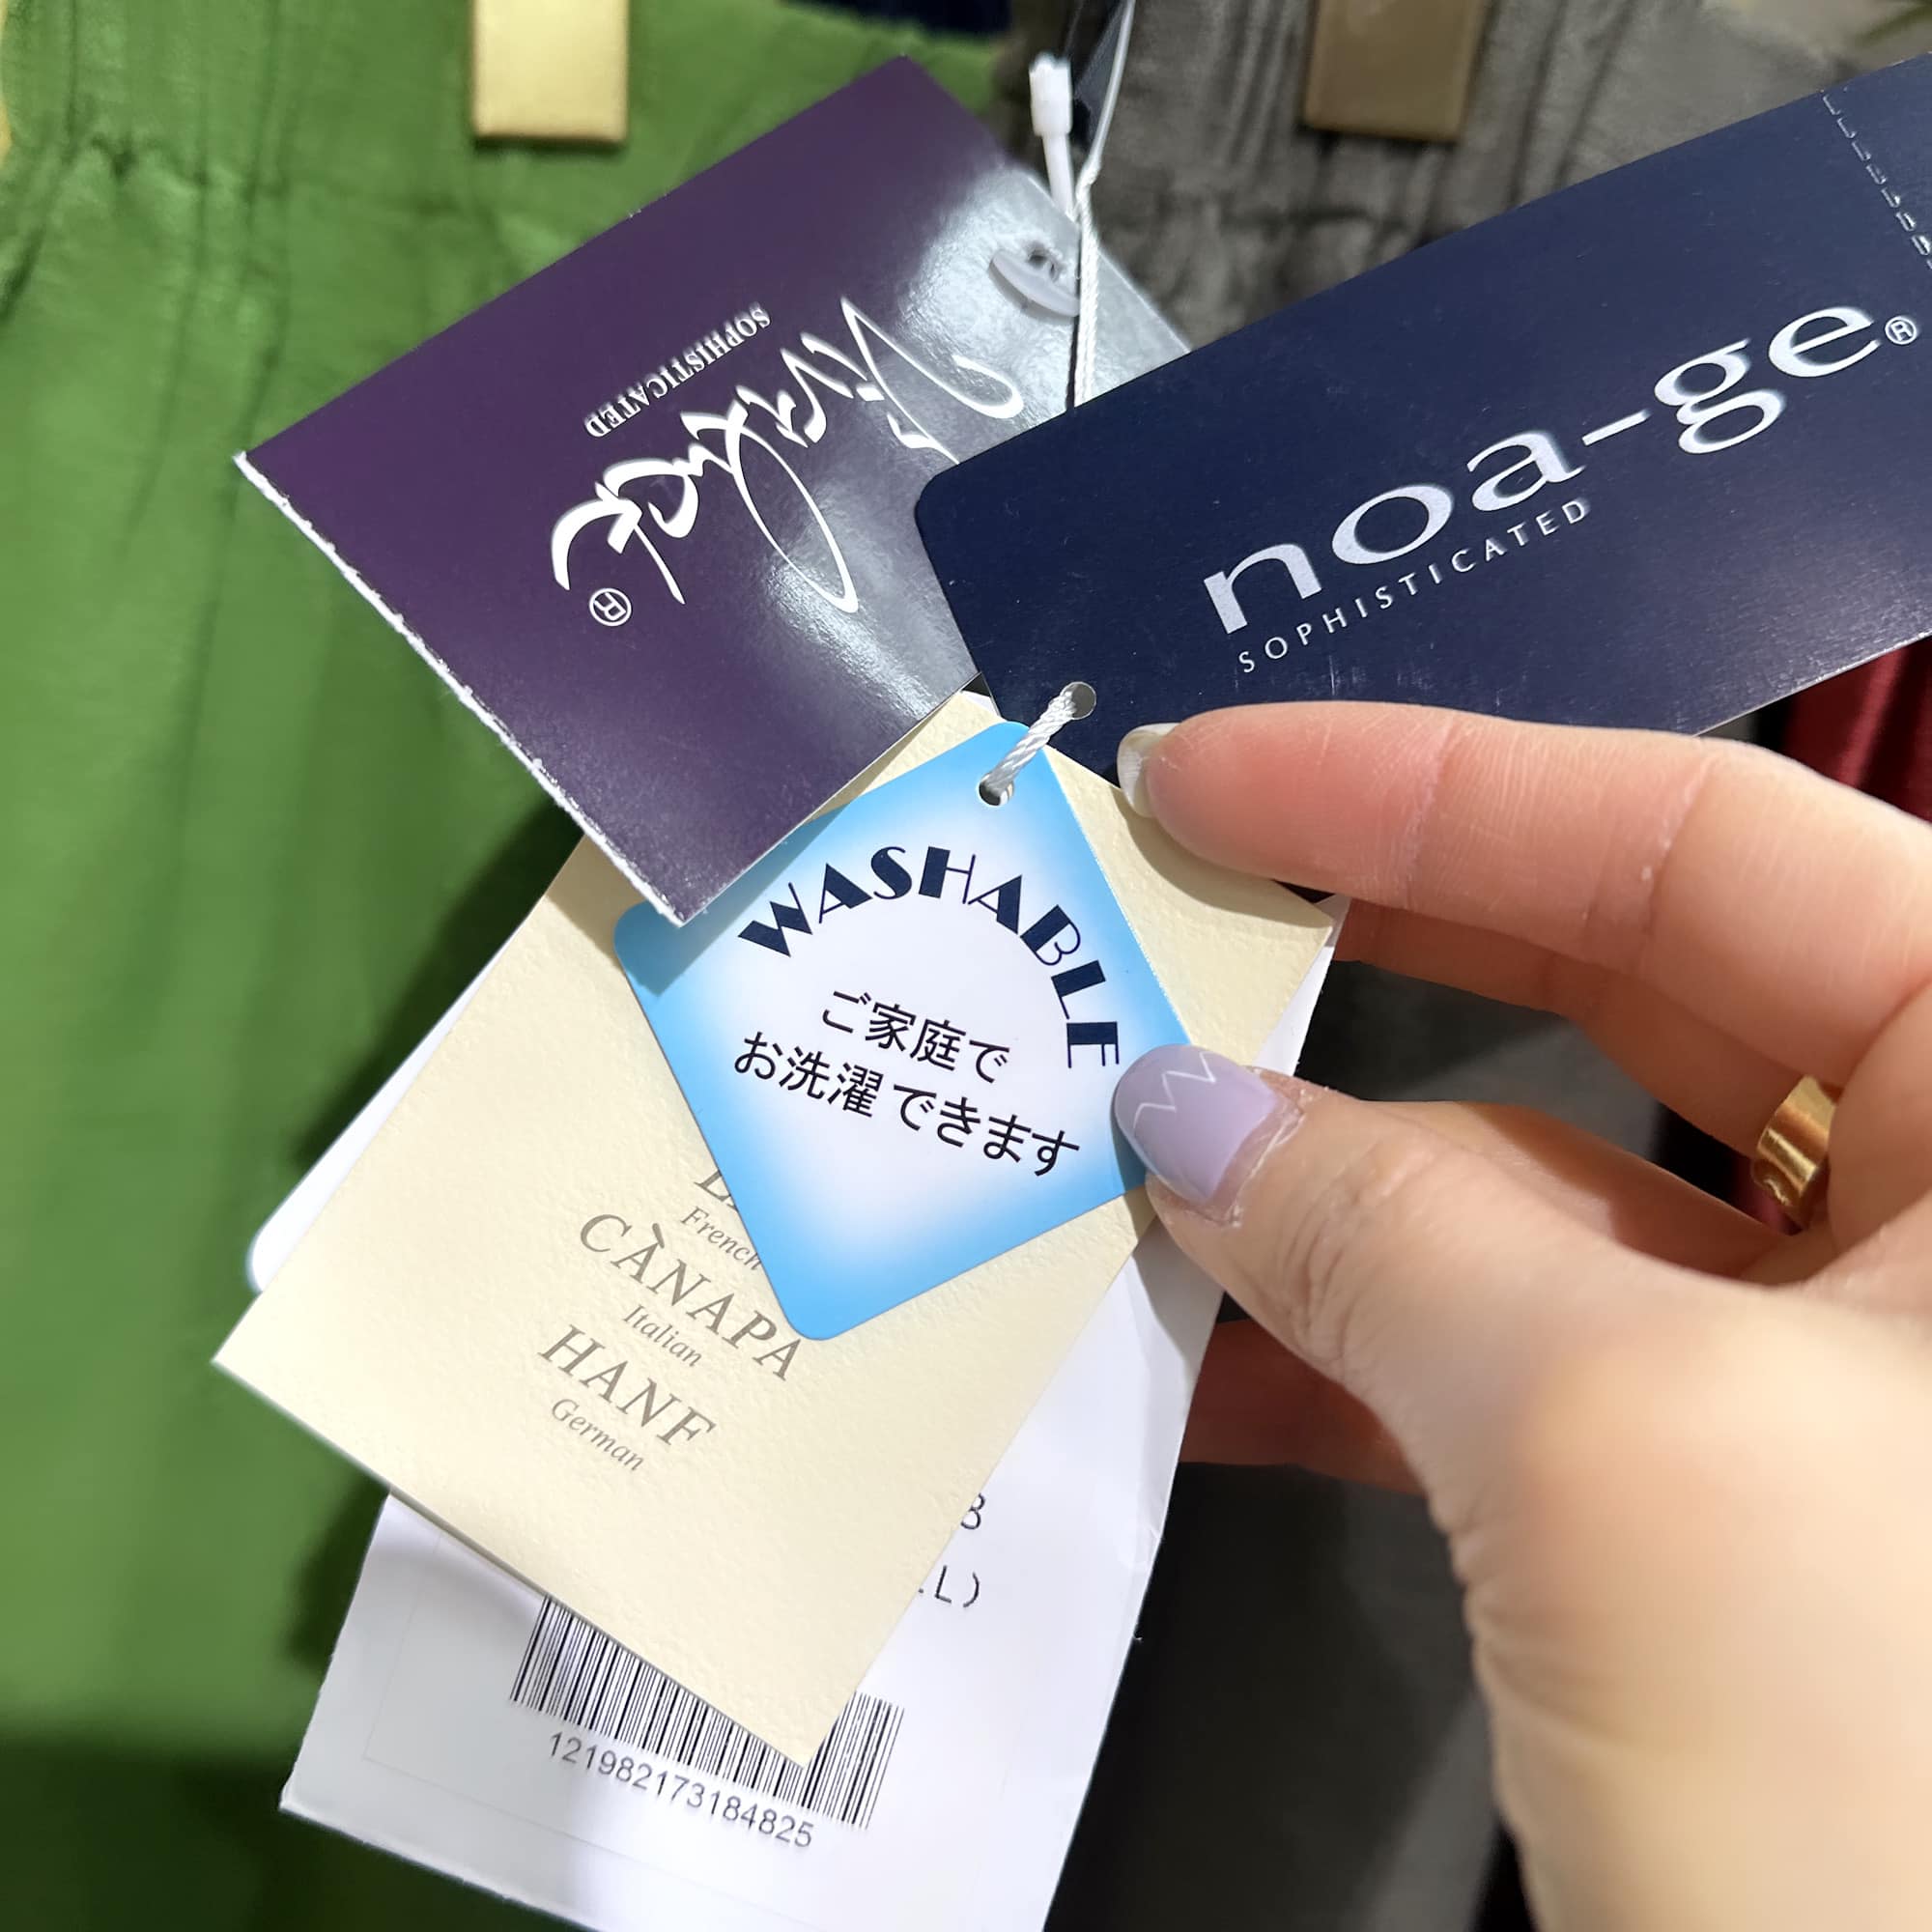 SOPHISTICATED
®
noa-ge®
SOPHISTICATED
WASHABLE
ご家庭で
お洗濯できます
French
CÀNAPA
Italian
HANF
German
B
L)
121982173184825